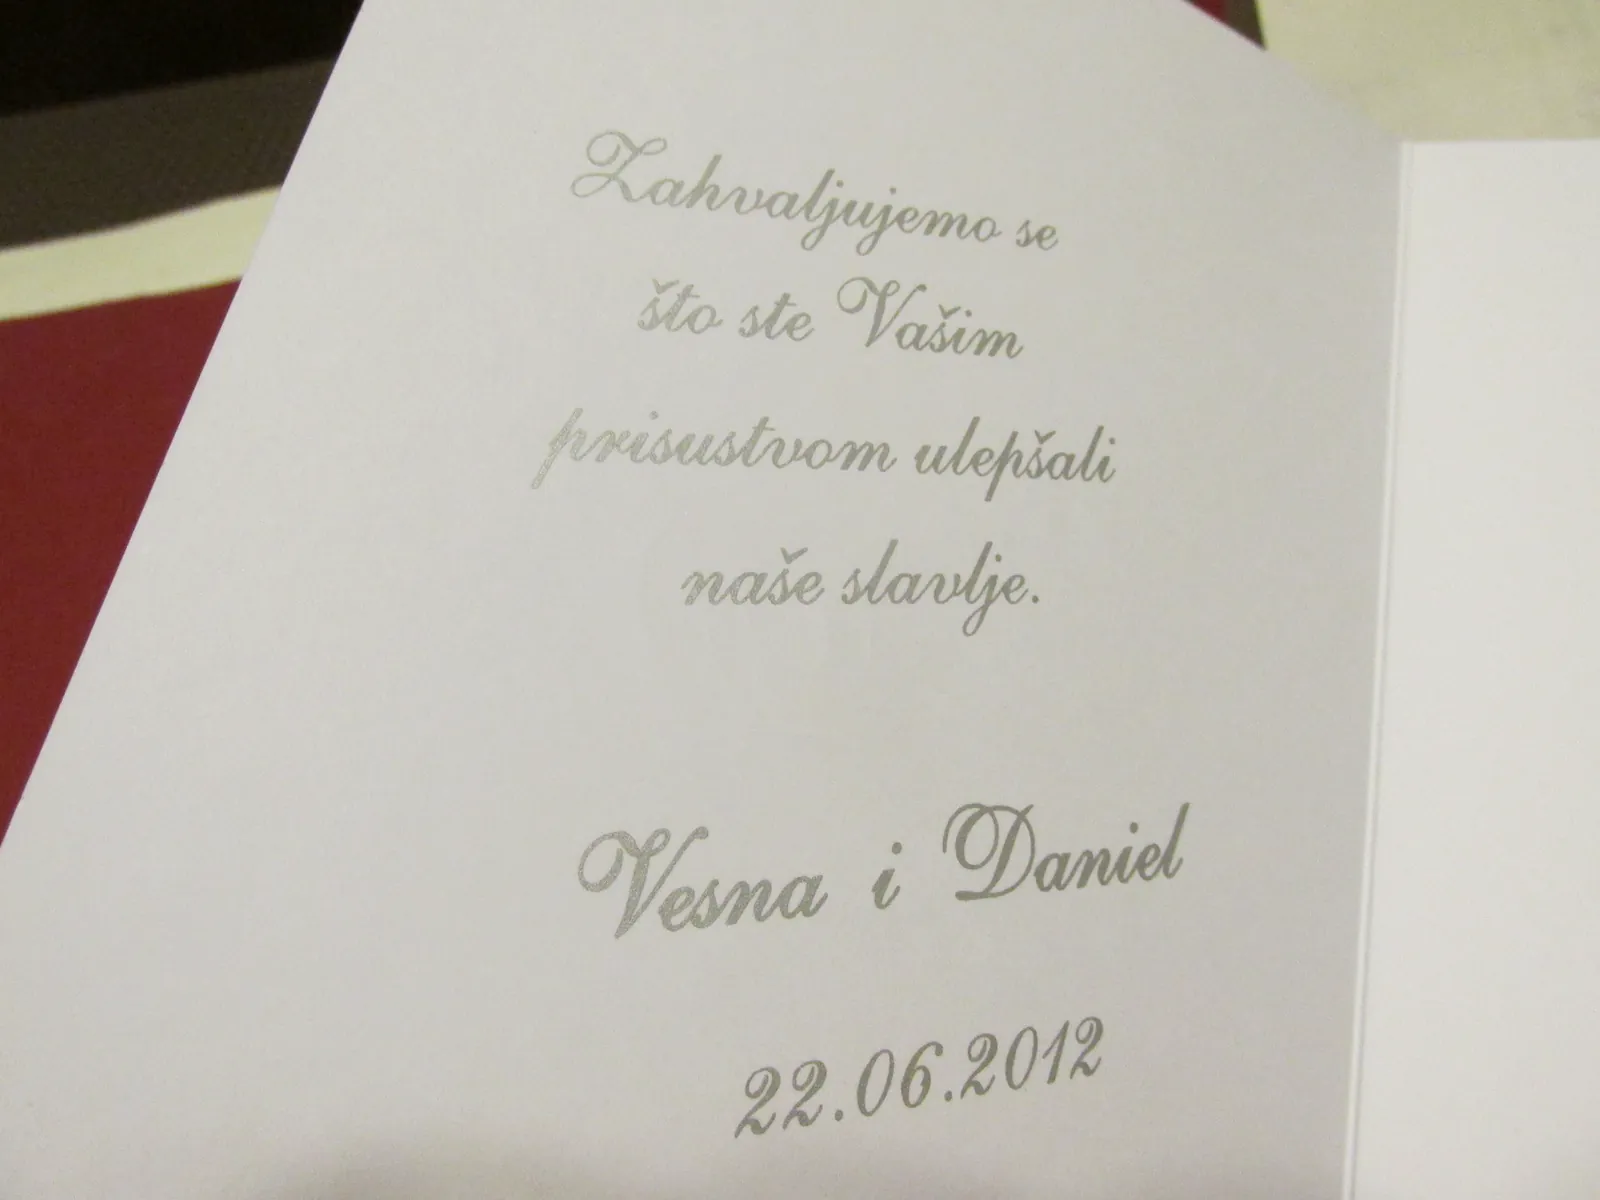 Zahvaljujemo se
što ste Vašim
prisustvom ulepšali
naše slavlje.
Vesna i Daniel
22.06.2012